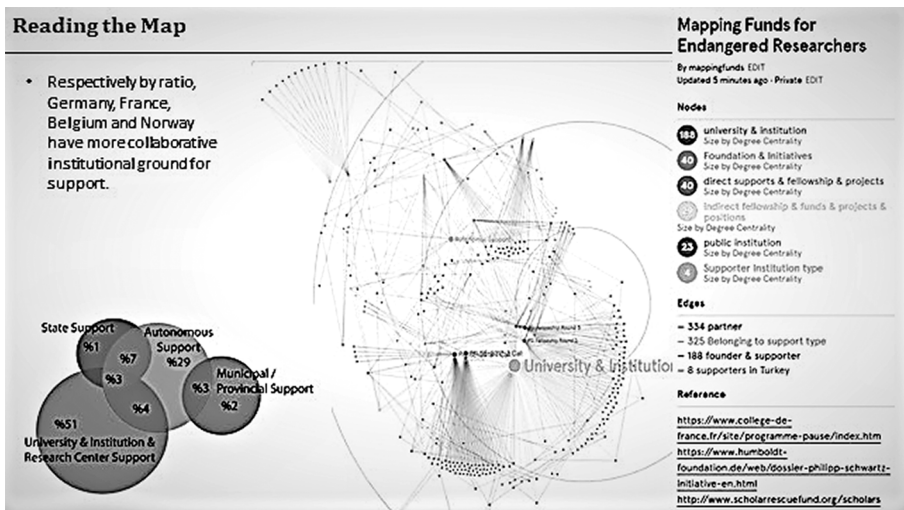 Reading the Map
• Respectively by ratio,
Germany, France,
Belgium and Norway
have more collaborative
institutional ground for
support.
State Support
%1
%7
Autonomous
Support
%29
%3
%4
%3
Municipal /
Provincial Support
%2
%51
University & Institution &
Research Center Support
University & Institution
Mapping Funds for
Endangered Researchers
By mappingfunds EDIT
Updated 5 minutes ago · Private EDIT
Nodes
188 university & institution
Size by Degree Centrality
40 Foundation & Initiatives
Size by Degree Centrality
40 direct supports & fellowship & projects
Size by Degree Centrality
Indirect fellowship & funds & projects &
positions
Size by Degree Centrality
23 public institution
Size by Degree Centrality
4 Supporter Institution type
Size by Degree Centrality
Edges
– 334 partner
– 325 Belonging to support type
– 188 founder & supporter
– 8 supporters in Turkey
Reference
https://www.college-de-
france.fr/site/programme-pause/index.htm
https://www.humboldt-
foundation.de/web/dossier-philipp-schwartz-
initiative-en.html
http://www.scholarrescuefund.org/scholars